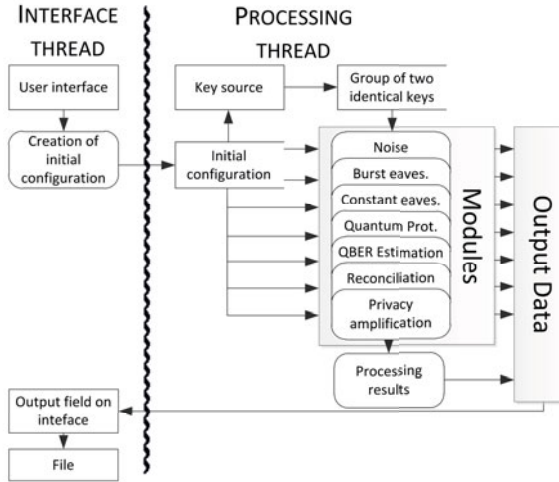 INTERFACE
THREAD
PROCESSING
THREAD
User interface
Key source
Group of two
identical keys
Creation of
initial
configuration
Initial
configuration
Noise
Burst eaves.
Constant eaves.
Quantum Prot.
QBER Estimation
Reconciliation
Privacy
amplification
Modules
Output Data
Processing
results
Output field on
inteface
File